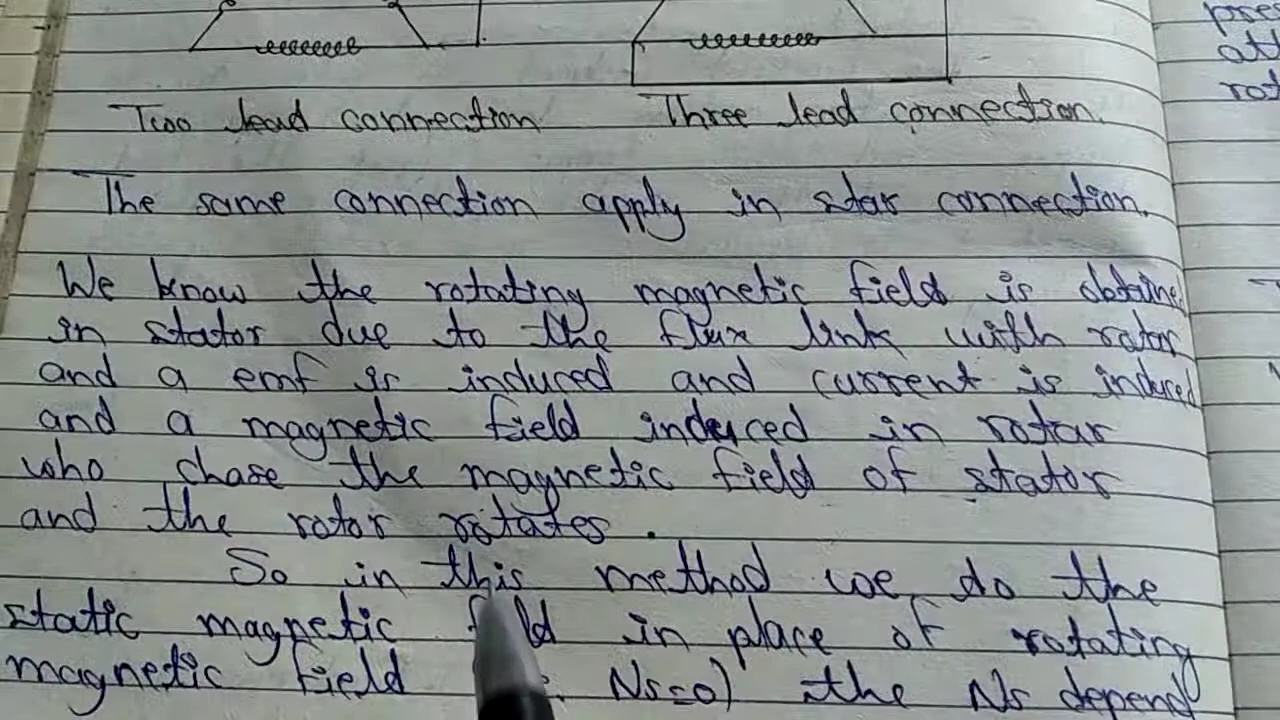 Two lead connection
Three lead connection.
The same connection apply in star connection.
We know the rotating magnetic field is obtained
in stator due to the flux link with rotor
and a emf is induced and current is induced
and a magnetic field induced in rotor
who chase the magnetic field of stator
and the rotor rotates.
So in this method we do the
static magnetic in place of rotating
magnetic field Ns=0) the Ns depend